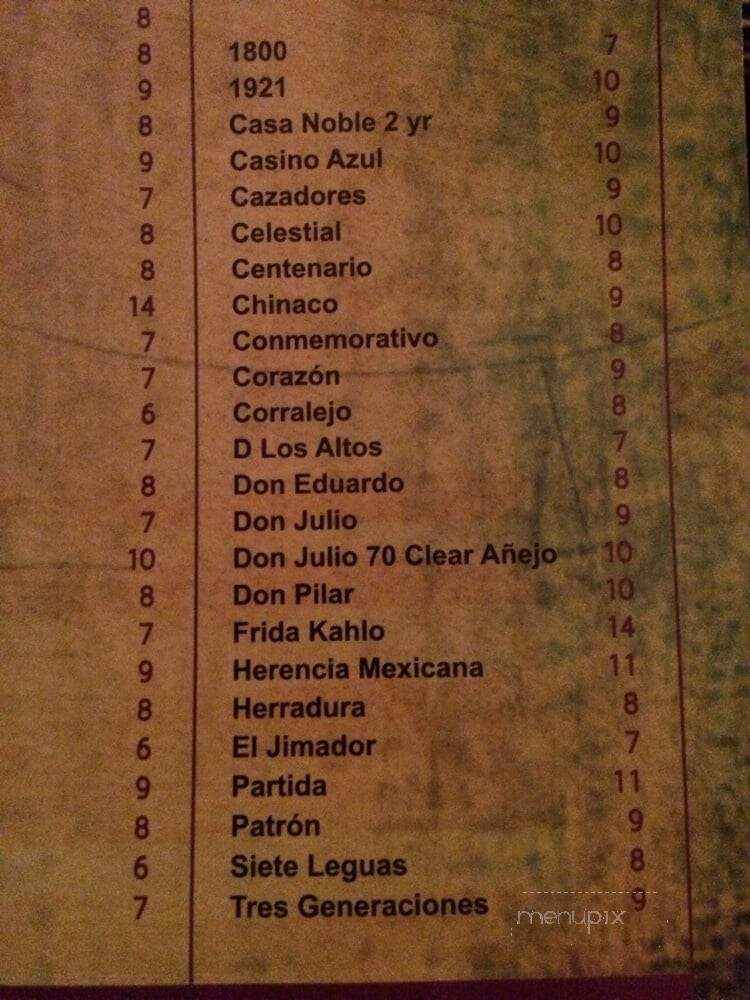 8
8 1800 7
9 1921 10
8 Casa Noble 2 yr 9
9 Casino Azul 10
7 Cazadores 9
8 Celestial 10
8 Centenario 8
14 Chinaco 9
7 Conmemorativo 8
7 Corazón 9
6 Corralejo 8
7 D Los Altos 7
8 Don Eduardo 8
7 Don Julio 9
10 Don Julio 70 Clear Añejo 10
8 Don Pilar 10
7 Frida Kahlo 14
9 Herencia Mexicana 11
8 Herradura 8
6 El Jimador 7
9 Partida 11
8 Patrón 9
6 Siete Leguas 8
7 Tres Generaciones 9
menupix